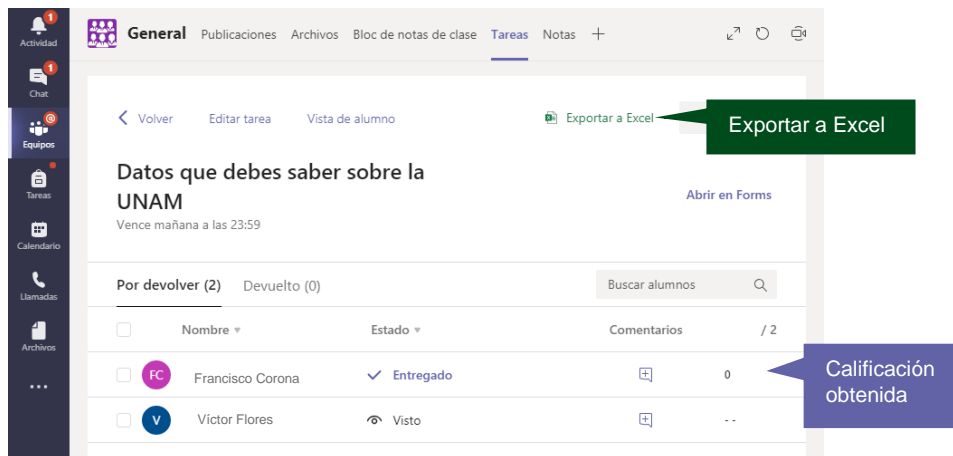 1
Actividad
1
Chat
Equipos
Tareas
Calendario
Llamadas
Archivos
General Publicaciones Archivos Bloc de notas de clase Tareas Notas
Volver Editar tarea Vista de alumno Exportar a Excel
Exportar a Excel
Datos que debes saber sobre la
UNAM
Vence mañana a las 23:59
Abrir en Forms
Por devolver (2) Devuelto (0) Buscar alumnos
Nombre Estado Comentarios / 2
FC Francisco Corona Entregado 0
V Víctor Flores Visto - -
Calificación
obtenida